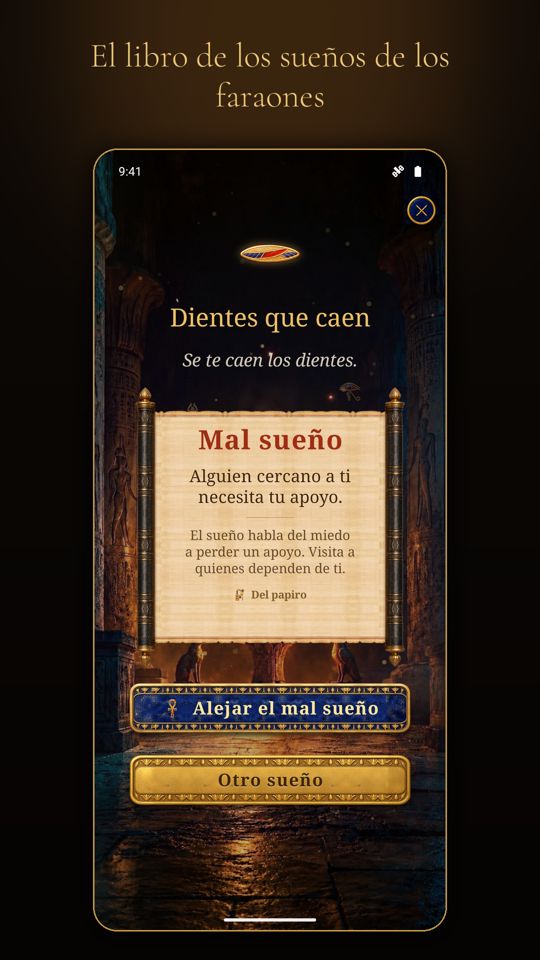 El libro de los sueños de los
faraones
9:41
Dientes que caen
Se te caen los dientes.
Mal sueño
Alguien cercano a ti
necesita tu apoyo.
El sueño habla del miedo
a perder un apoyo. Visita a
quienes dependen de ti.
Del papiro
Alejar el mal sueño
Otro sueño